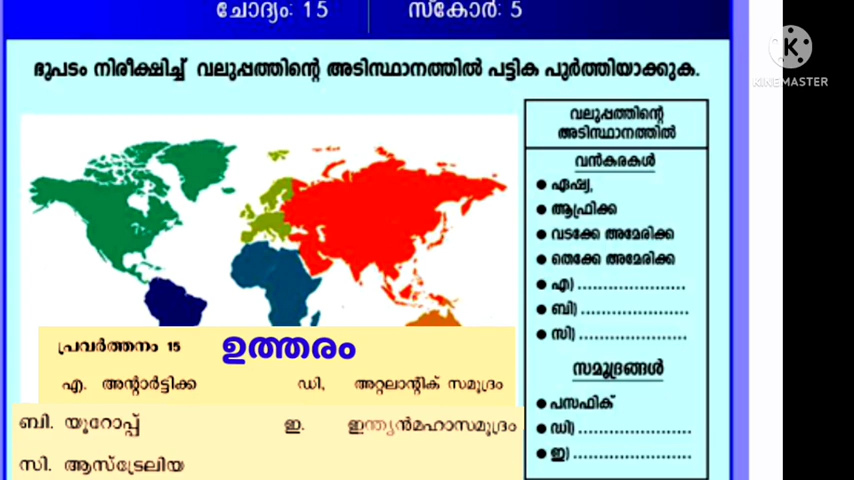 ചോദ്യം: 15 സ്കോർ: 5
ഭൂപടം നിരീക്ഷിച്ച് വലുപ്പത്തിന്റെ അടിസ്ഥാനത്തിൽ പട്ടിക പൂർത്തിയാക്കുക.
K
KINEMASTER
വലുപ്പത്തിന്റെ
അടിസ്ഥാനത്തിൽ
വൻകരകൾ
● ഏഷ്യ,
● ആഫ്രിക്ക
● വടക്കേ അമേരിക്ക
● തെക്കേ അമേരിക്ക
● എ) ......................
● ബി) ......................
● സി) ......................
സമുദ്രങ്ങൾ
● പസഫിക്
● ഡി) ......................
● ഇ) ......................
പ്രവർത്തനം 15 ഉത്തരം
എ. അന്റാർട്ടിക്ക ഡി, അറ്റലാന്റിക് സമുദ്രം
ബി. യൂറോപ്പ് ഇ. ഇന്ത്യൻമഹാസമുദ്രം
സി. ആസ്ട്രേലിയ